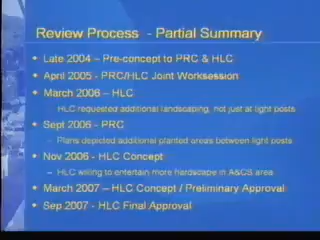 Review Process - Partial Summary
Late 2004 – Pre-concept to PRC & HLC
April 2005 - PRC/HLC Joint Worksession
March 2006 – HLC
HLC requested additional landscaping, not just at light posts
Sept 2006 - PRC
– Plans depicted additional planted areas between light posts
Nov 2006 - HLC Concept
– HLC willing to entertain more hardscape in A&CS area
March 2007 – HLC Concept / Preliminary Approval
Sep 2007 - HLC Final Approval